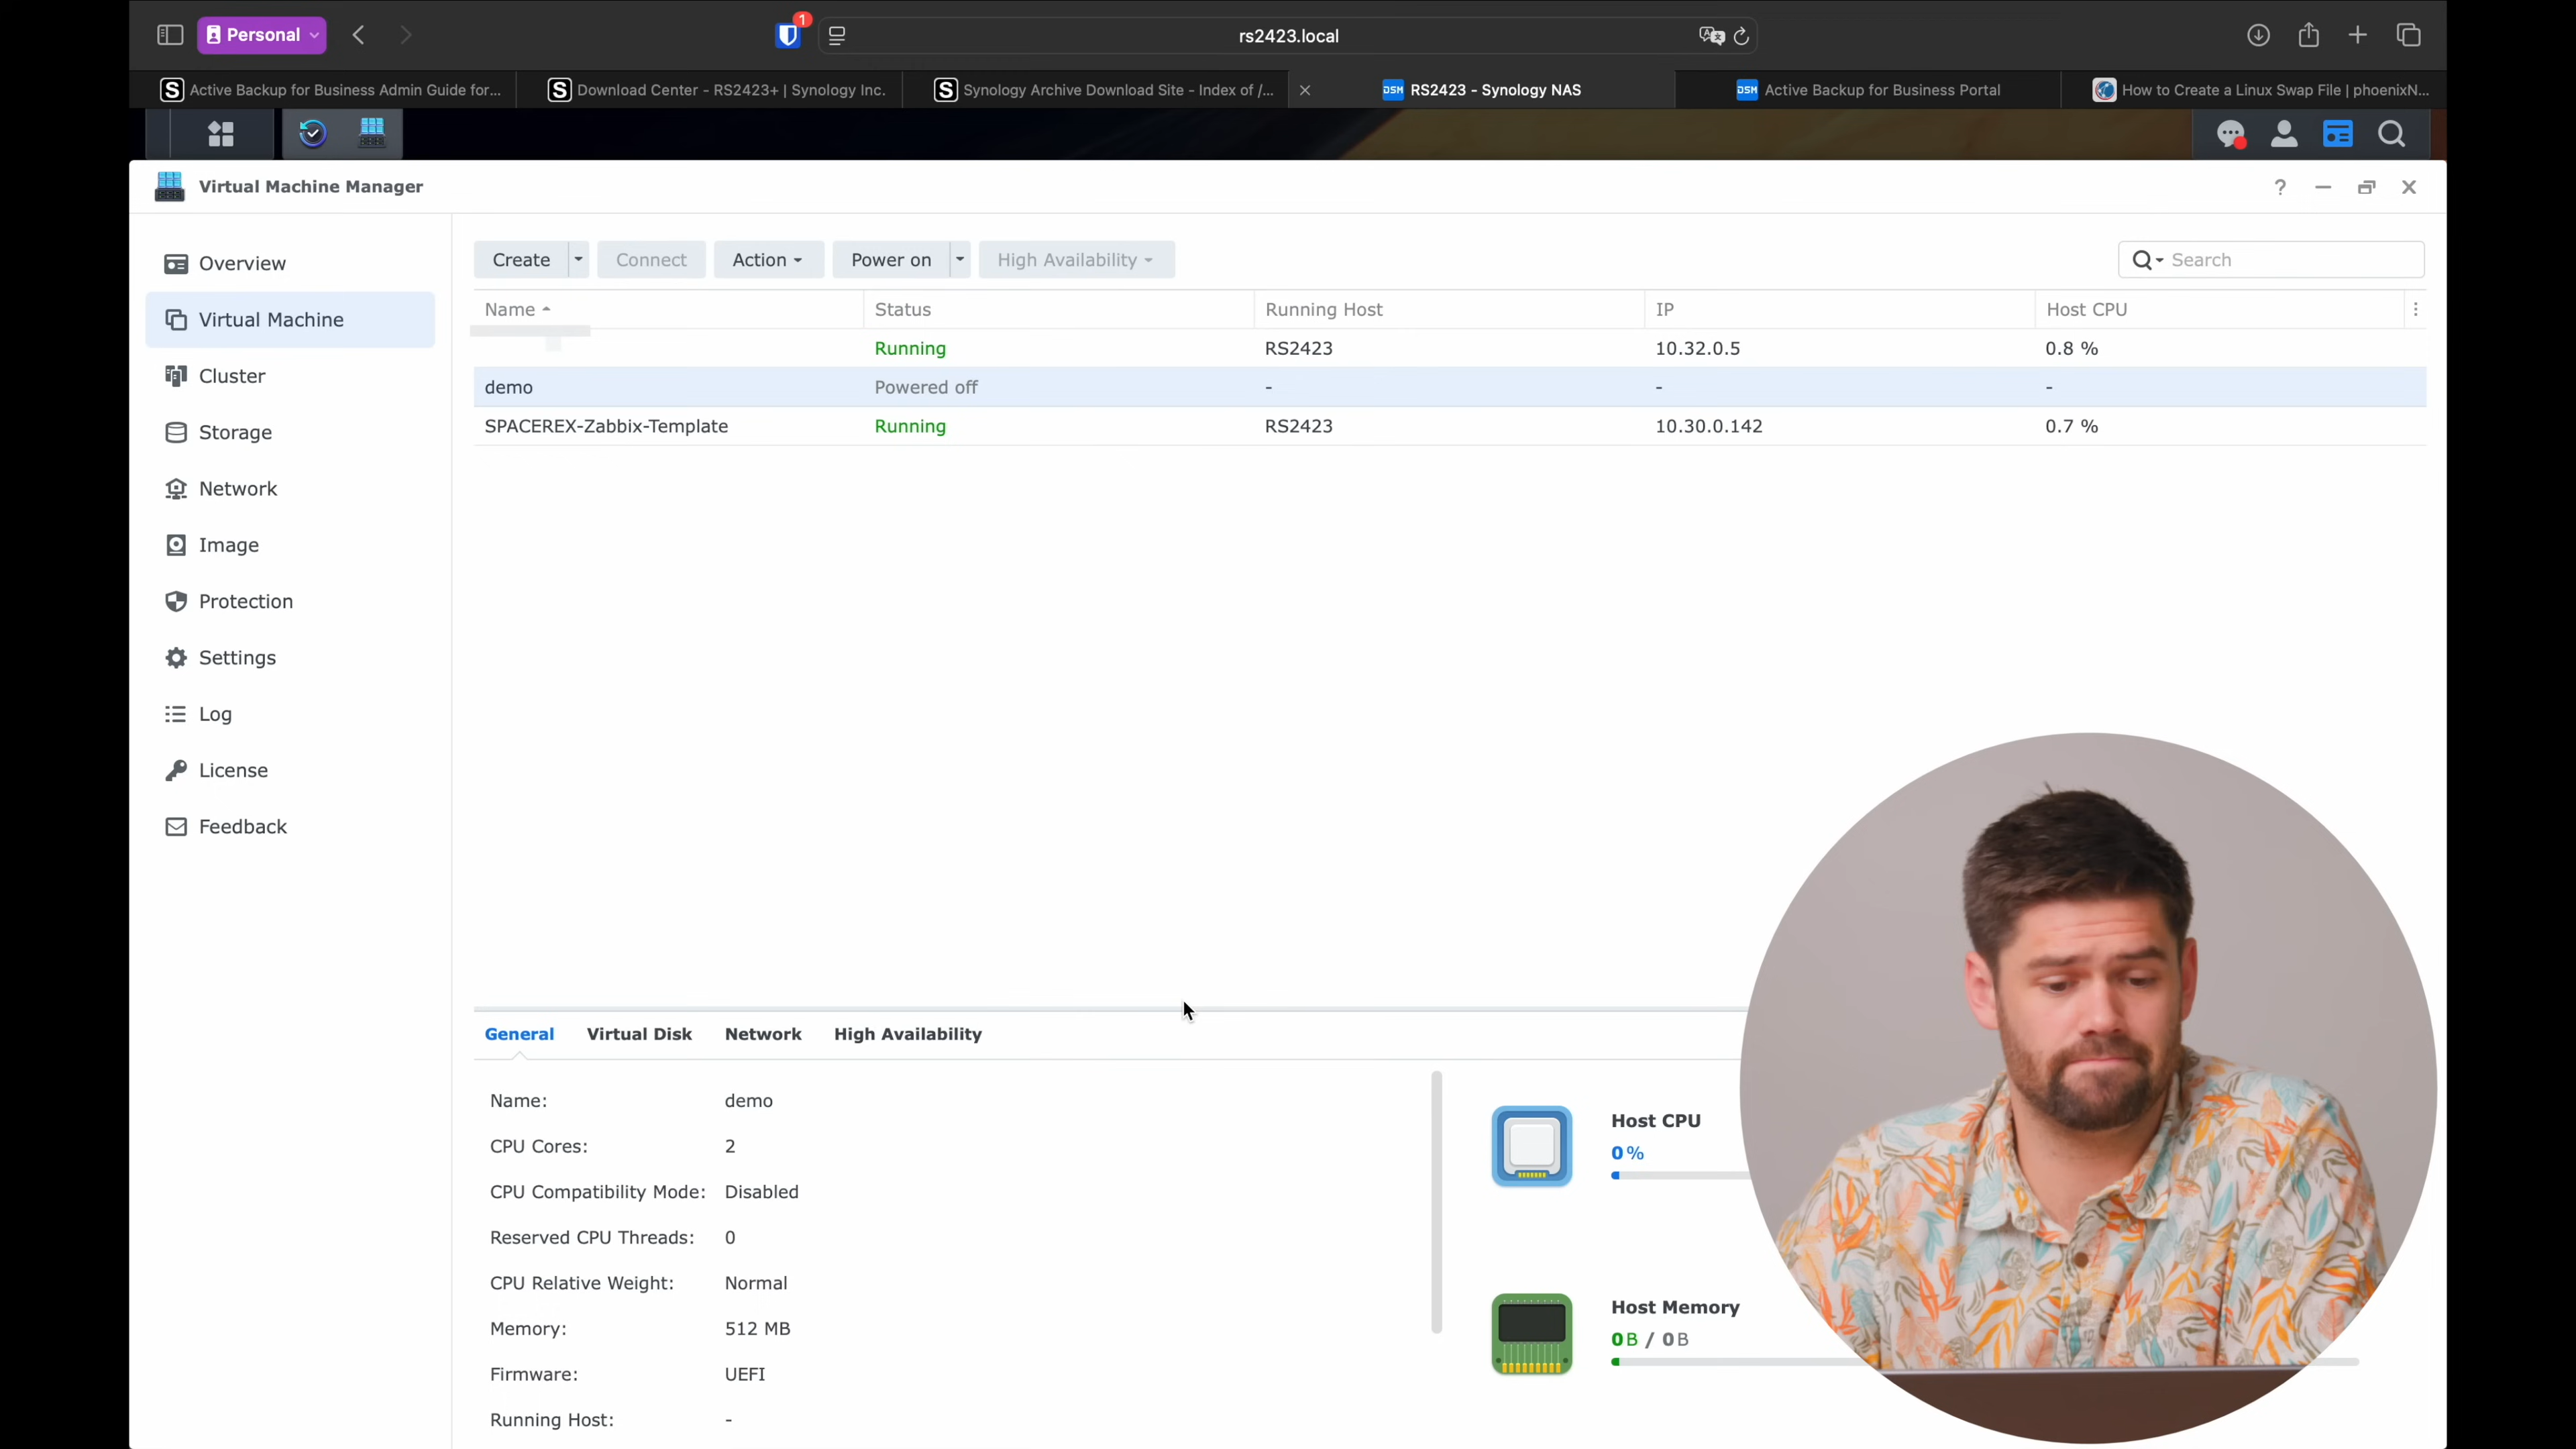 Personal
1
rs2423.local
S Active Backup for Business Admin Guide for...
S Download Center - RS2423+ | Synology Inc.
S Synology Archive Download Site - Index of /...
DSM RS2423 - Synology NAS
DSM Active Backup for Business Portal
How to Create a Linux Swap File | phoenixN...
Virtual Machine Manager
?
Overview
Virtual Machine
Cluster
Storage
Network
Image
Protection
Settings
Log
License
Feedback
Create
Connect
Action
Power on
High Availability
Search
Name Status Running Host IP Host CPU
Running RS2423 10.32.0.5 0.8 %
demo Powered off - - -
SPACEREX-Zabbix-Template Running RS2423 10.30.0.142 0.7 %
General Virtual Disk Network High Availability
Name: demo
CPU Cores: 2
CPU Compatibility Mode: Disabled
Reserved CPU Threads: 0
CPU Relative Weight: Normal
Memory: 512 MB
Firmware: UEFI
Running Host: -
Host CPU
0%
Host Memory
0B / 0B